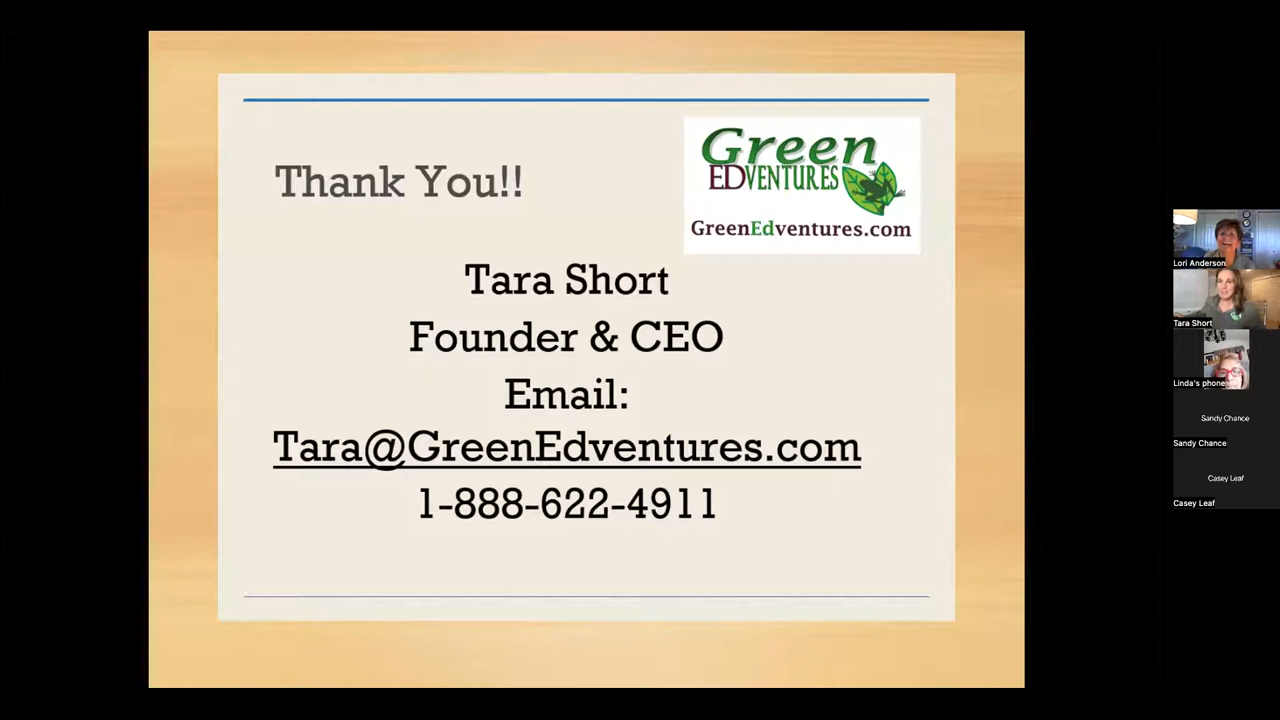 Green
EDVENTURES
GreenEdventures.com
Thank You!!
Tara Short
Founder & CEO
Email:
Tara@GreenEdventures.com
1-888-622-4911
Lori Anderson
Tara Short
Linda's phone
Sandy Chance
Sandy Chance
Casey Leaf
Casey Leaf